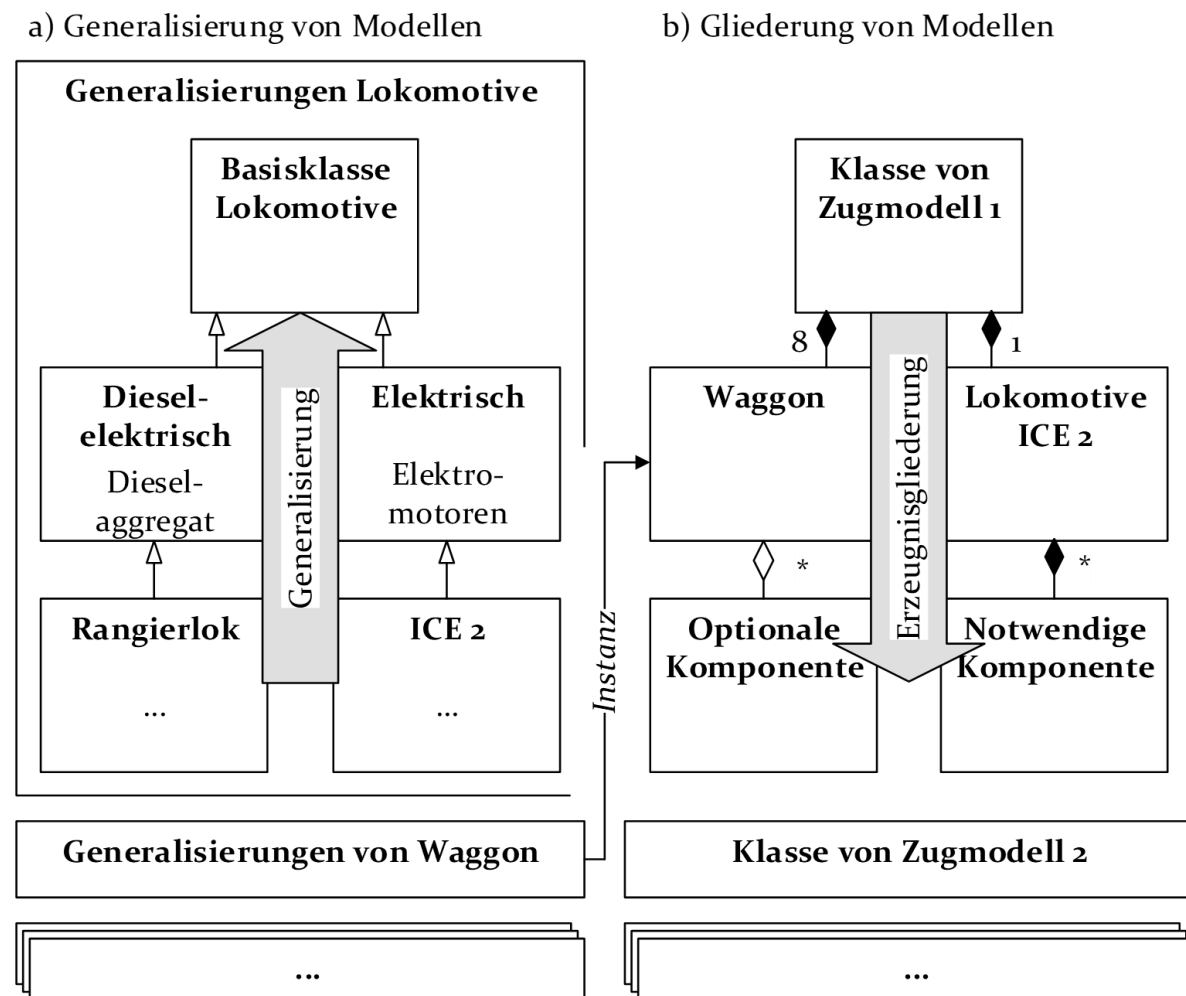 a) Generalisierung von Modellen
Generalisierungen Lokomotive
Basisklasse
Lokomotive
Diesel-
elektrisch
Diesel-
aggregat
Elektrisch
Elektro-
motoren
Generalisierung
Rangierlok
...
ICE 2
...
Generalisierungen von Waggon
...
Instanz
b) Gliederung von Modellen
Klasse von
Zugmodell 1
8
1
Waggon
Lokomotive
ICE 2
Erzeugnisgliederung
*
*
Optionale
Komponente
Notwendige
Komponente
Klasse von Zugmodell 2
...